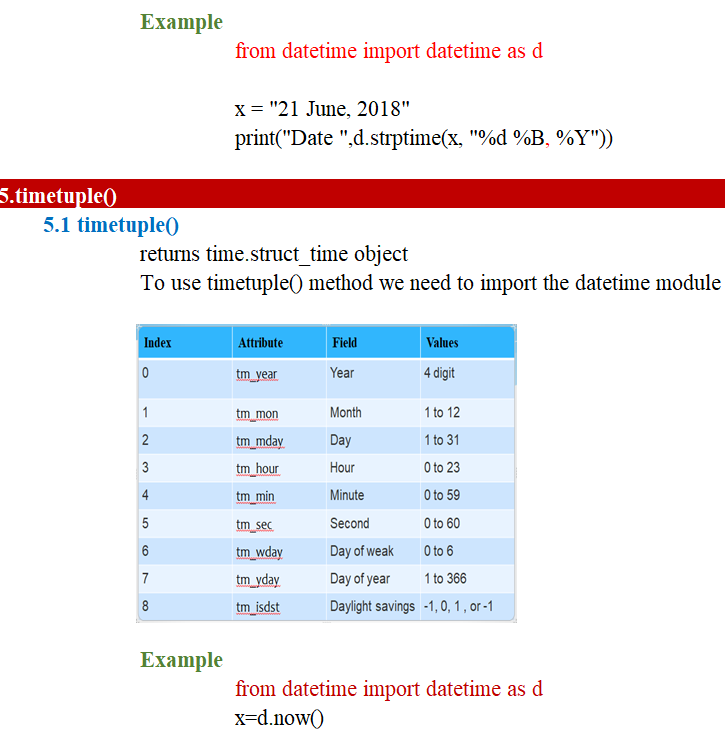 Example
from datetime import datetime as d
x = "21 June, 2018"
print("Date ",d.strptime(x, "%d %B, %Y"))
5.timetuple()
5.1 timetuple()
returns time.struct_time object
To use timetuple() method we need to import the datetime module
Index Attribute Field Values
0 tm_year Year 4 digit
1 tm_mon Month 1 to 12
2 tm_mday Day 1 to 31
3 tm_hour Hour 0 to 23
4 tm_min Minute 0 to 59
5 tm_sec Second 0 to 60
6 tm_wday Day of weak 0 to 6
7 tm_yday Day of year 1 to 366
8 tm_isdst Daylight savings -1, 0, 1 , or -1
Example
from datetime import datetime as d
x=d.now()